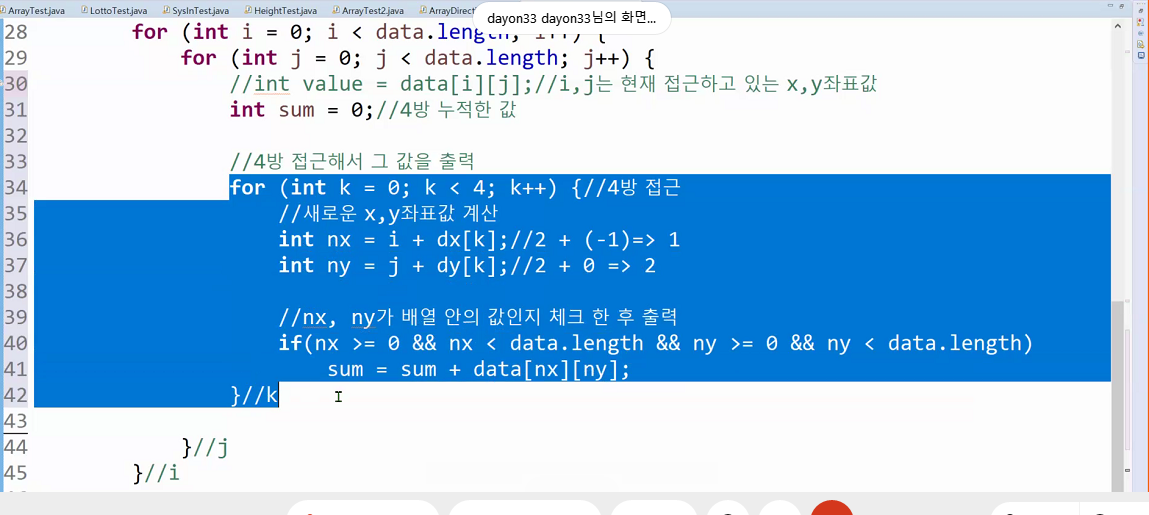 ArrayTest.java LottoTest.java SysInTest.java HeightTest.java ArrayTest2.java ArrayDirect
dayon33 dayon33님의 화면...
28 for (int i = 0; i < data.length; i++) {
29 for (int j = 0; j < data.length; j++) {
30 //int value = data[i][j];//i,j는 현재 접근하고 있는 x,y좌표값
31 int sum = 0;//4방 누적한 값
32
33 //4방 접근해서 그 값을 출력
34 for (int k = 0; k < 4; k++) {//4방 접근
35 //새로운 x,y좌표값 계산
36 int nx = i + dx[k];//2 + (-1)=> 1
37 int ny = j + dy[k];//2 + 0 => 2
38
39 //nx, ny가 배열 안의 값인지 체크 한 후 출력
40 if(nx >= 0 && nx < data.length && ny >= 0 && ny < data.length)
41 sum = sum + data[nx][ny];
42 }//k
43
44 }//j
45 }//i